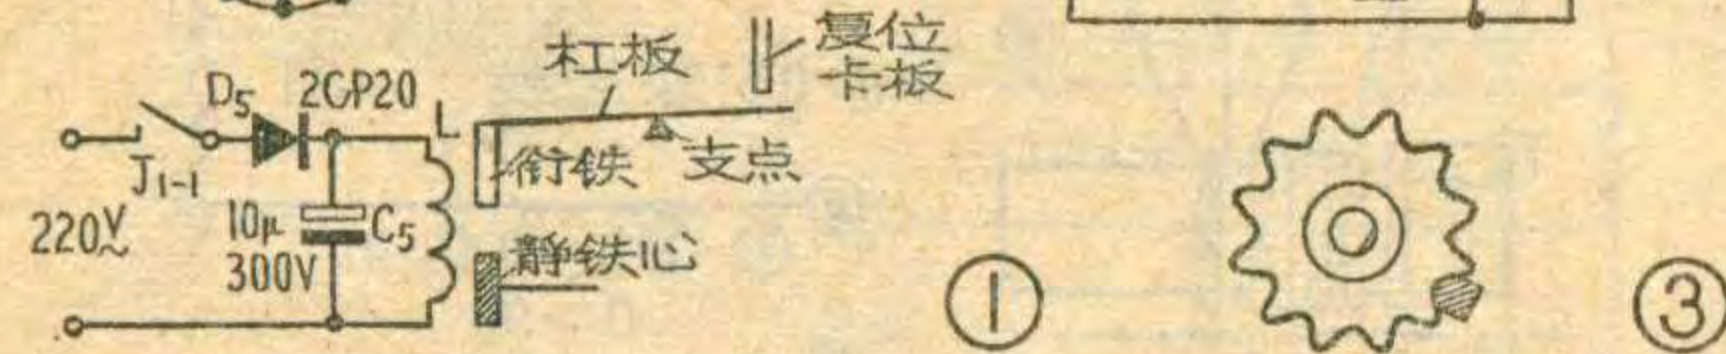 杠板
复位
卡板
D5 2CP20
L
J1-1
衔铁
支点
220V~
10μ
300V
C5
静铁心
①
③